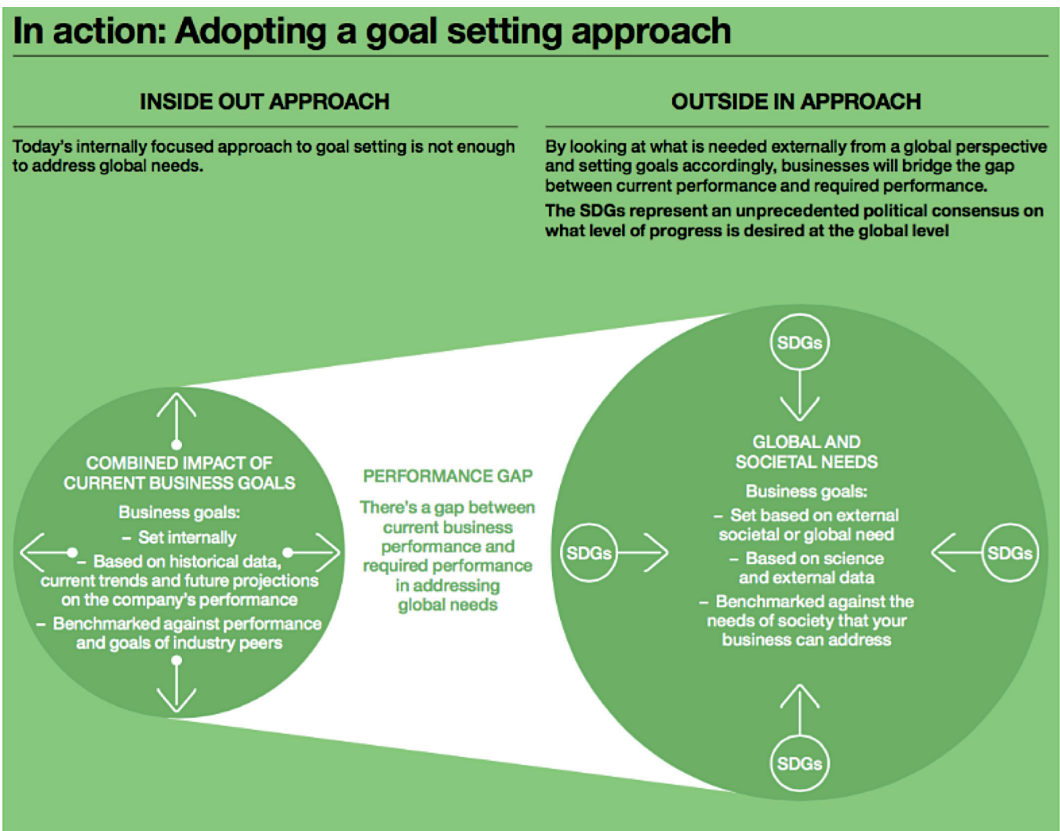 In action: Adopting a goal setting approach
INSIDE OUT APPROACH
Today's internally focused approach to goal setting is not enough
to address global needs.
OUTSIDE IN APPROACH
By looking at what is needed externally from a global perspective
and setting goals accordingly, businesses will bridge the gap
between current performance and required performance.
The SDGs represent an unprecedented political consensus on
what level of progress is desired at the global level
COMBINED IMPACT OF
CURRENT BUSINESS GOALS
Business goals:
– Set internally
– Based on historical data,
current trends and future projections
on the company's performance
– Benchmarked against performance
and goals of industry peers
PERFORMANCE GAP
There's a gap between
current business
performance and
required performance
in addressing
global needs
SDGs
SDGs
GLOBAL AND
SOCIETAL NEEDS
Business goals:
– Set based on external
societal or global need
– Based on science
and external data
– Benchmarked against the
needs of society that your
business can address
SDGs
SDGs